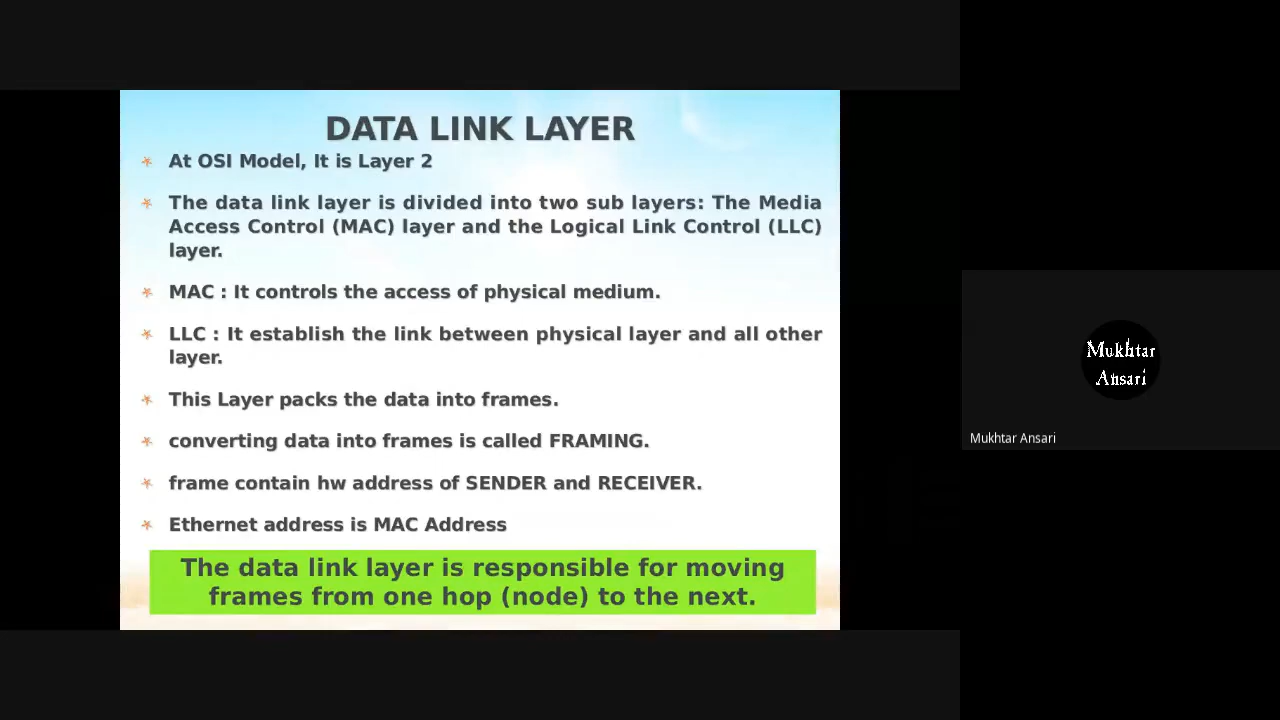 DATA LINK LAYER
At OSI Model, It is Layer 2
The data link layer is divided into two sub layers: The Media
Access Control (MAC) layer and the Logical Link Control (LLC)
layer.
MAC : It controls the access of physical medium.
LLC : It establish the link between physical layer and all other
layer.
This Layer packs the data into frames.
converting data into frames is called FRAMING.
frame contain hw address of SENDER and RECEIVER.
Ethernet address is MAC Address
The data link layer is responsible for moving
frames from one hop (node) to the next.
Mukhtar
Ansari
Mukhtar Ansari